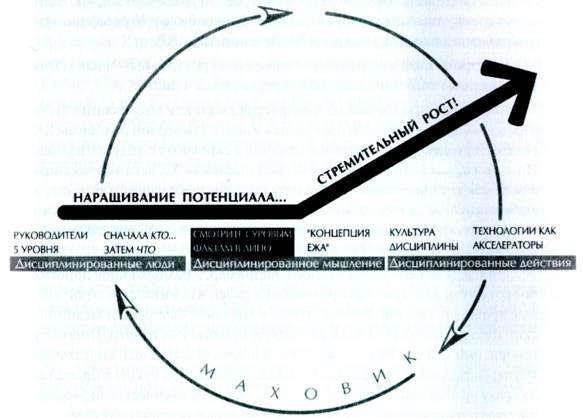 СТРЕМИТЕЛЬНЫЙ РОСТ!
НАРАЩИВАНИЕ ПОТЕНЦИАЛА...
РУКОВОДИТЕЛИ
5 УРОВНЯ
СНАЧАЛА КТО...
ЗАТЕМ ЧТО
СМОТРИТЕ СУРОВЫМ
ФАКТАМ В ЛИЦО
"КОНЦЕПЦИЯ
ЕЖА"
КУЛЬТУРА
ДИСЦИПЛИНЫ
ТЕХНОЛОГИИ КАК
АКСЕЛЕРАТОРЫ
Дисциплинированные люди
Дисциплинированное мышление
Дисциплинированные действия
МАХОВИК